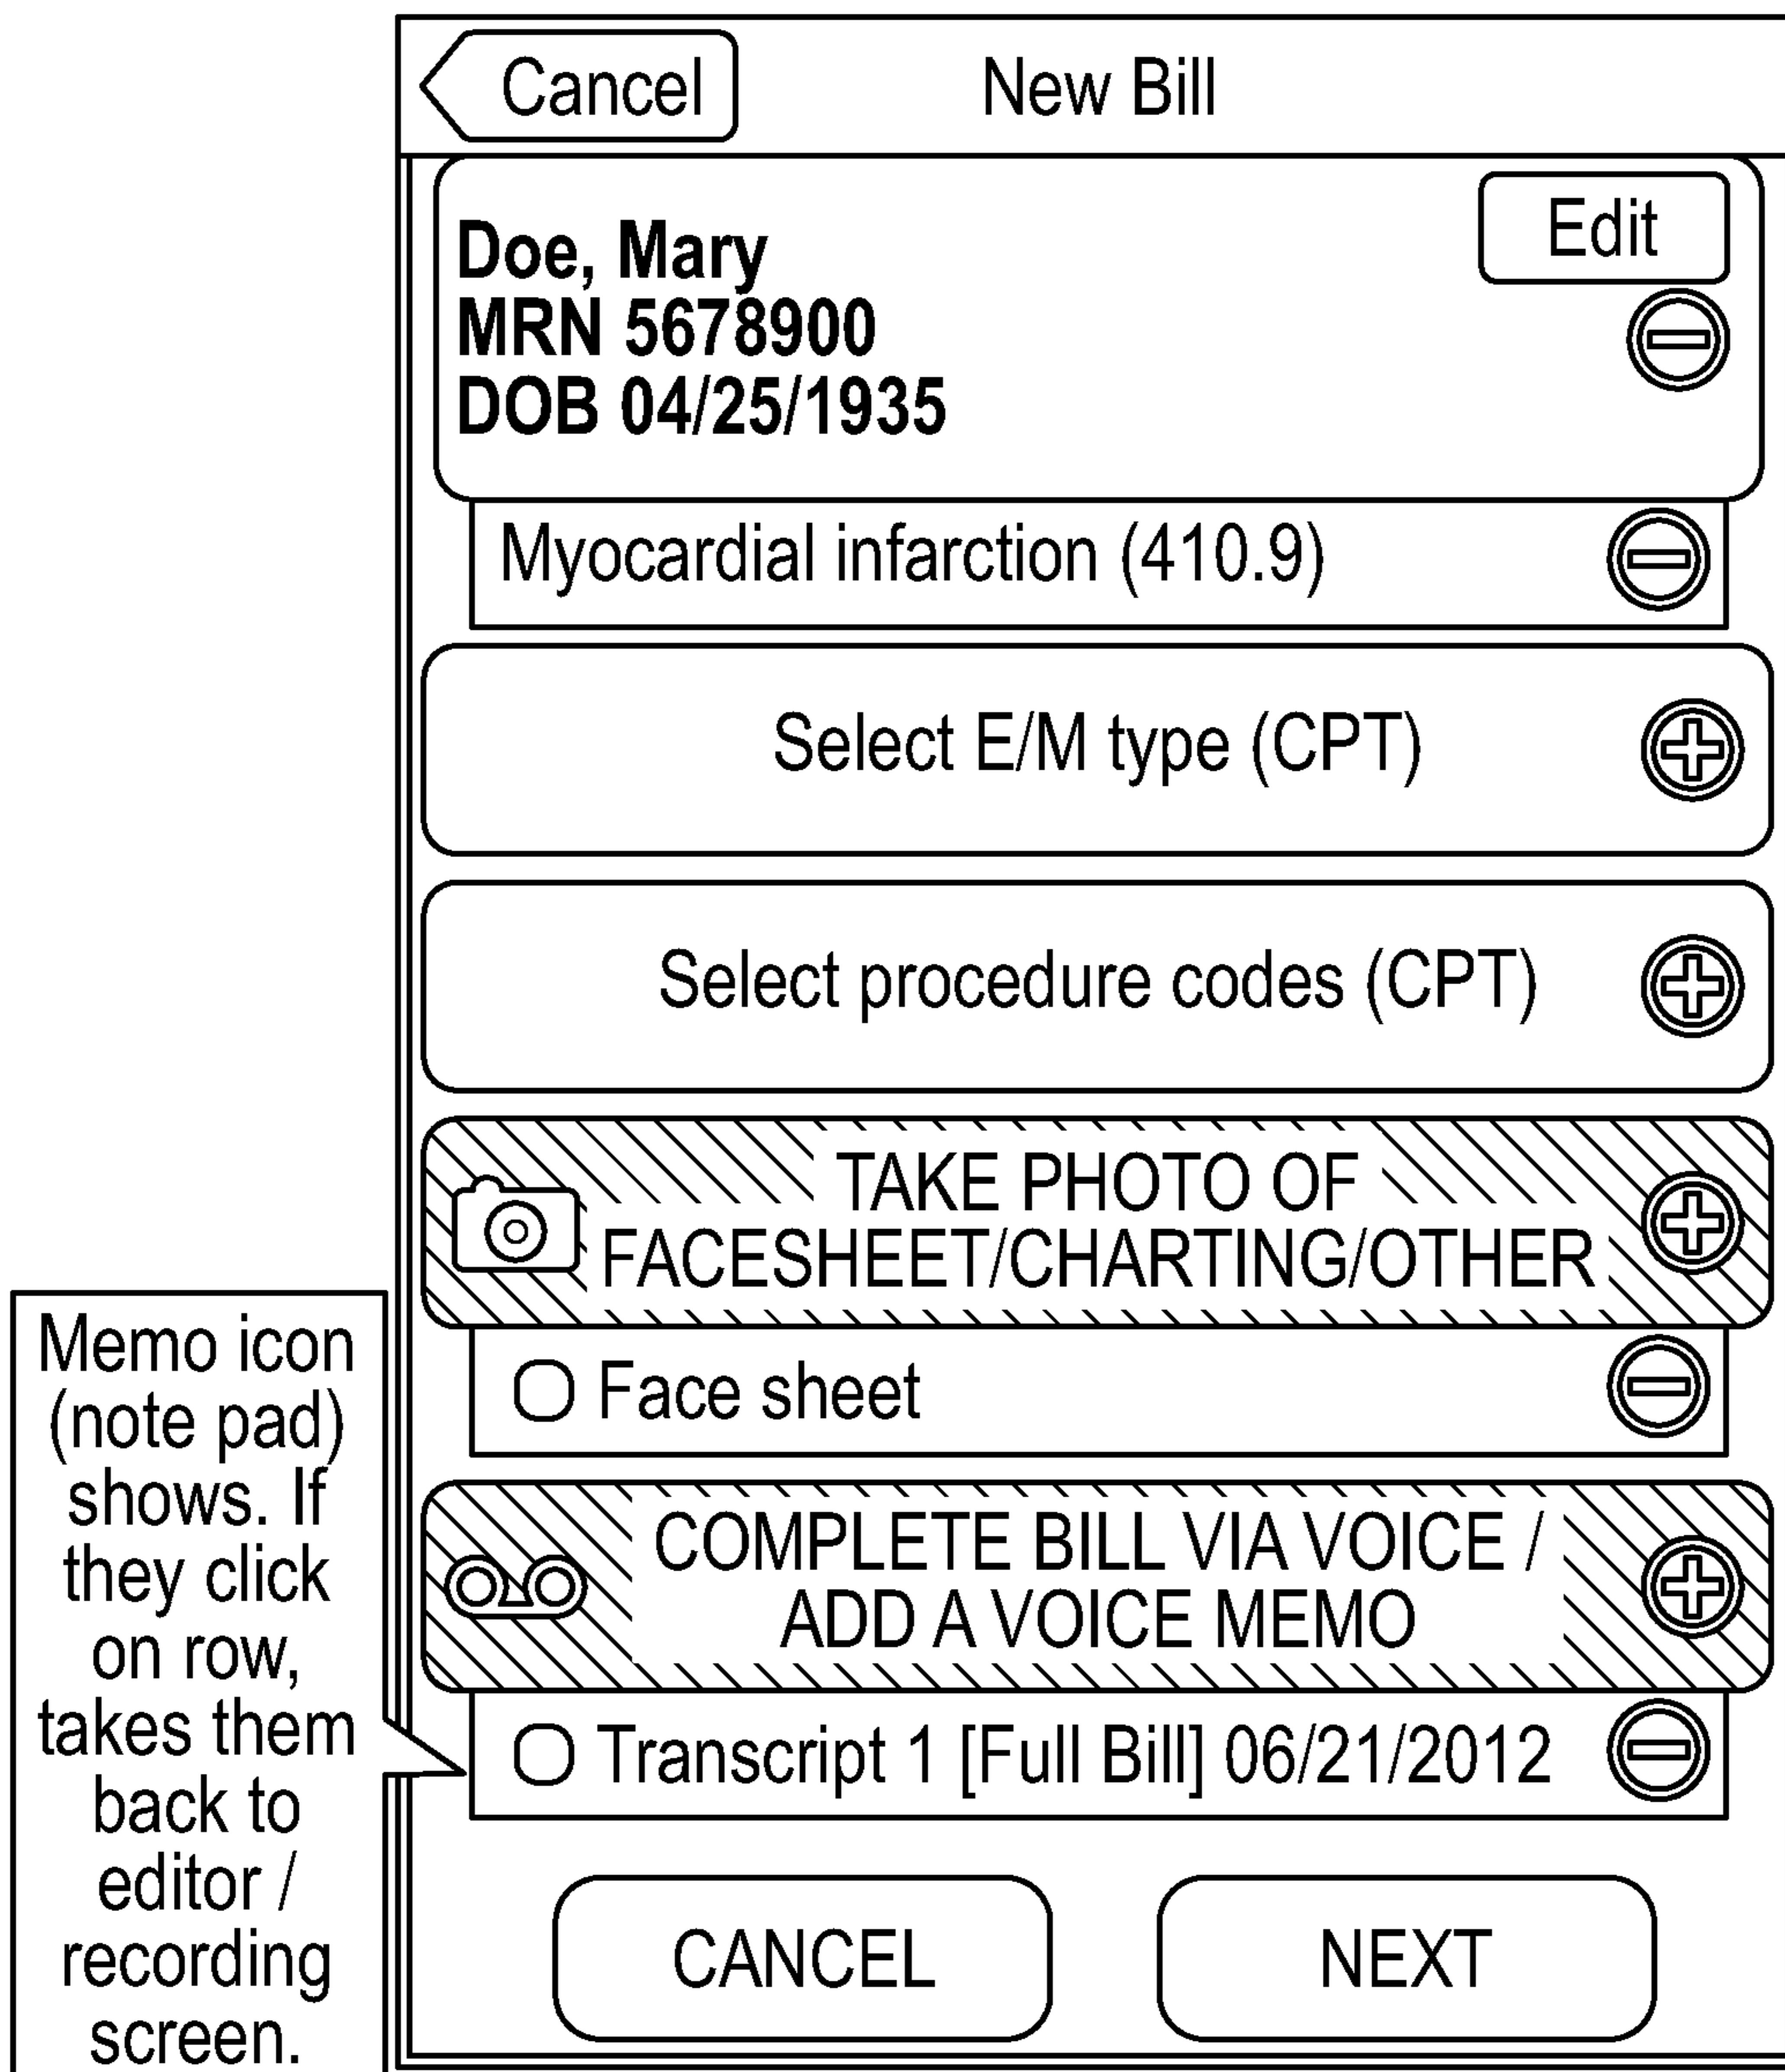 Cancel
New Bill
Edit
Doe, Mary
MRN 5678900
DOB 04/25/1935
Myocardial infarction (410.9)
Select E/M type (CPT)
Select procedure codes (CPT)
TAKE PHOTO OF
FACESHEET/CHARTING/OTHER
Face sheet
COMPLETE BILL VIA VOICE /
ADD A VOICE MEMO
Transcript 1 [Full Bill] 06/21/2012
CANCEL
NEXT
Memo icon
(note pad)
shows. If
they click
on row,
takes them
back to
editor /
recording
screen.